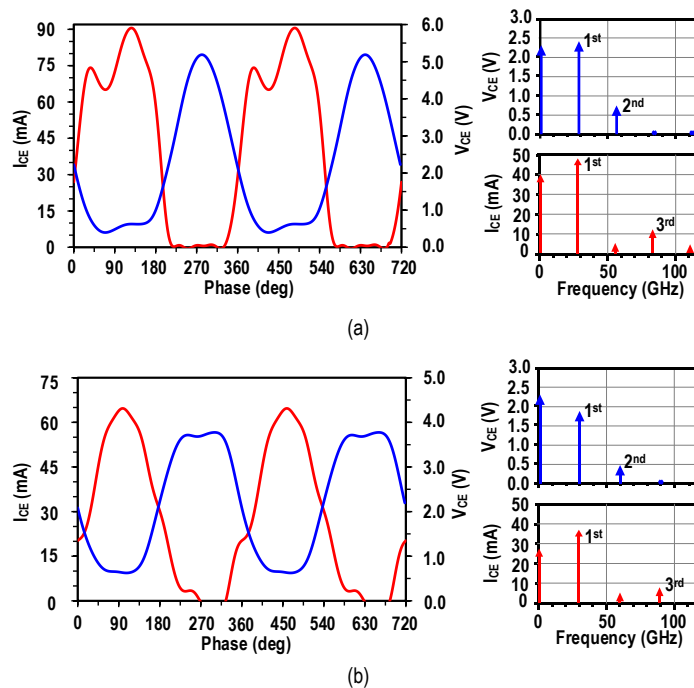 90
75
60
45
30
15
0
I_CE (mA)
6.0
5.0
4.0
3.0
2.0
1.0
0.0
V_CE (V)
0 90 180 270 360 450 540 630 720
Phase (deg)
3.0
2.5
2.0
1.5
1.0
0.5
0.0
V_CE (V)
1st
2nd
50
40
30
20
10
0
I_CE (mA)
1st
3rd
0 50 100
Frequency (GHz)
(a)
75
60
45
30
15
0
I_CE (mA)
5.0
4.0
3.0
2.0
1.0
0.0
V_CE (V)
0 90 180 270 360 450 540 630 720
Phase (deg)
3.0
2.5
2.0
1.5
1.0
0.5
0.0
V_CE (V)
1st
2nd
50
40
30
20
10
0
I_CE (mA)
1st
3rd
0 50 100
Frequency (GHz)
(b)